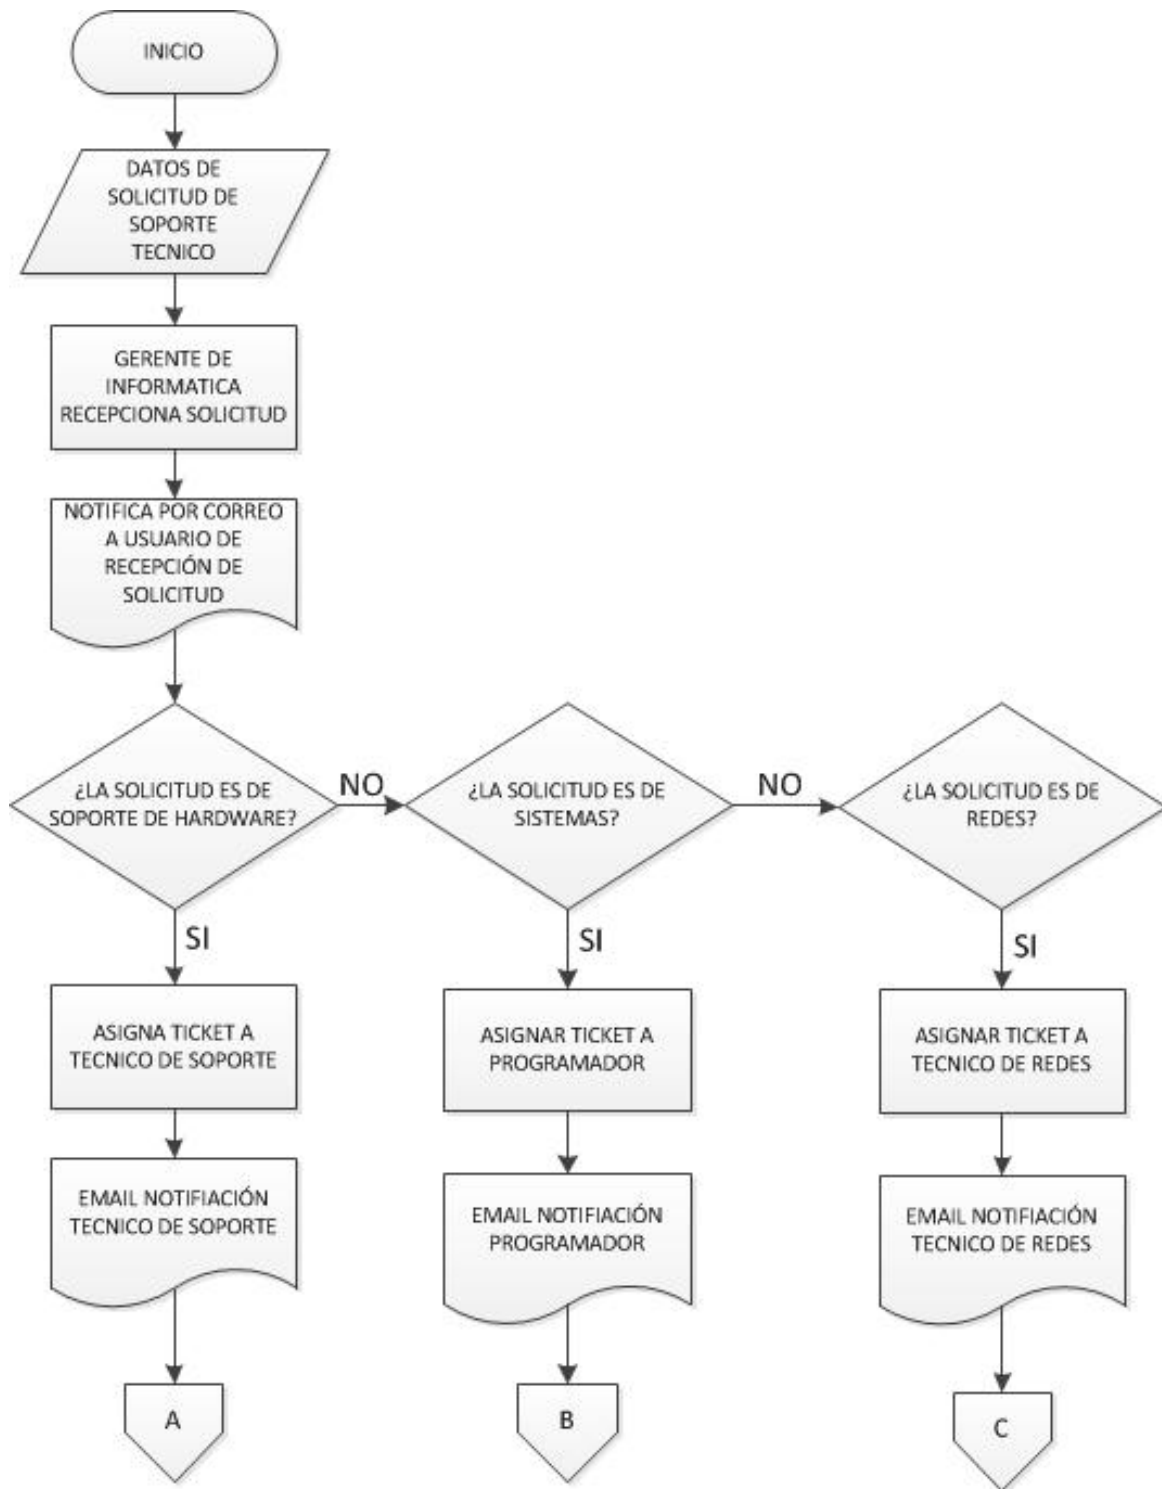 INICIO
DATOS DE
SOLICITUD DE
SOPORTE
TECNICO
GERENTE DE
INFORMATICA
RECEPCIONA SOLICITUD
NOTIFICA POR CORREO
A USUARIO DE
RECEPCIÓN DE
SOLICITUD
¿LA SOLICITUD ES DE
SOPORTE DE HARDWARE?
NO
¿LA SOLICITUD ES DE
SISTEMAS?
NO
¿LA SOLICITUD ES DE
REDES?
SI
SI
SI
ASIGNA TICKET A
TECNICO DE SOPORTE
ASIGNAR TICKET A
PROGRAMADOR
ASIGNAR TICKET A
TECNICO DE REDES
EMAIL NOTIFIACIÓN
TECNICO DE SOPORTE
EMAIL NOTIFIACIÓN
PROGRAMADOR
EMAIL NOTIFIACIÓN
TECNICO DE REDES
A
B
C